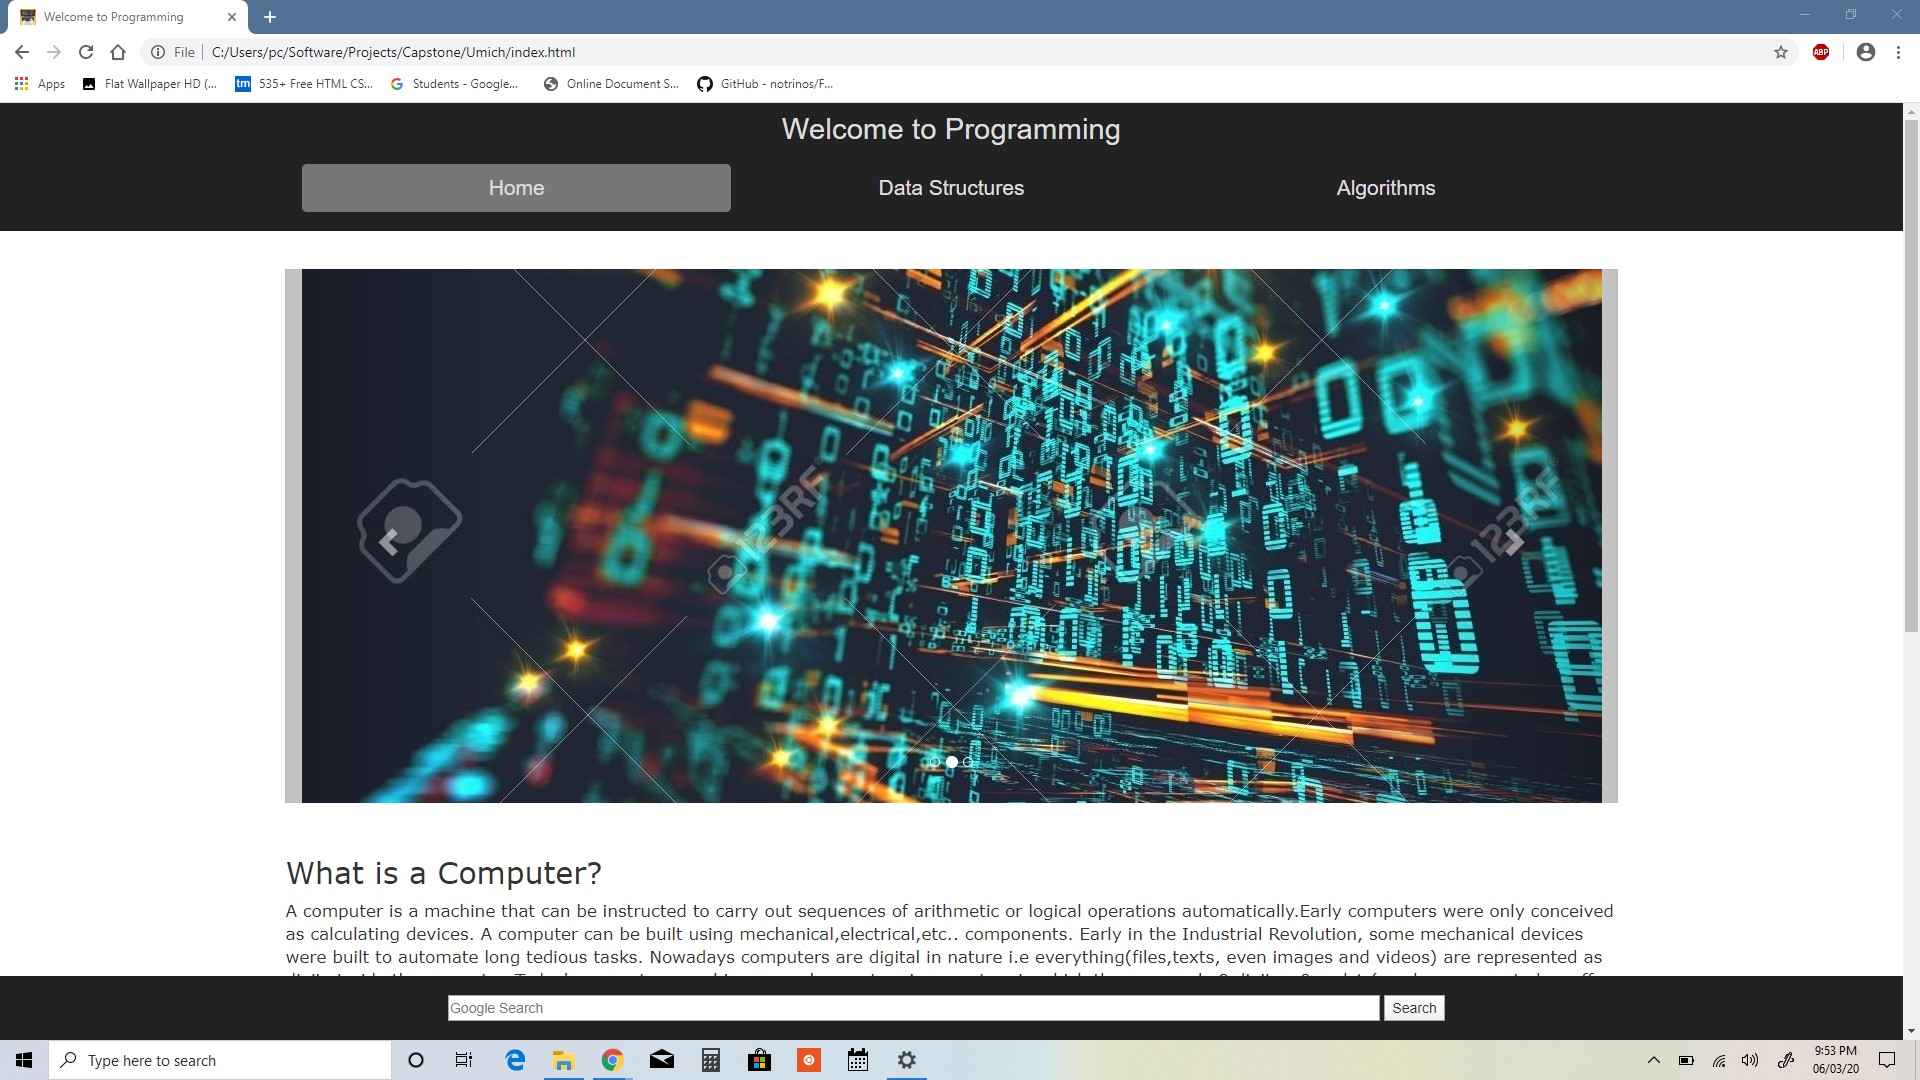 Welcome to Programming
File
C:/Users/pc/Software/Projects/Capstone/Umich/index.html
ABP
Apps
Flat Wallpaper HD (...
tm
535+ Free HTML CS...
Students - Google...
Online Document S...
GitHub - notrinos/F...
Welcome to Programming
Home
Data Structures
Algorithms
123RF
123RF
What is a Computer?
A computer is a machine that can be instructed to carry out sequences of arithmetic or logical operations automatically.Early computers were only conceived
as calculating devices. A computer can be built using mechanical,electrical,etc.. components. Early in the Industrial Revolution, some mechanical devices
were built to automate long tedious tasks. Nowadays computers are digital in nature i.e everything(files,texts, even images and videos) are represented as
Google Search
Search
Type here to search
9:53 PM
06/03/20